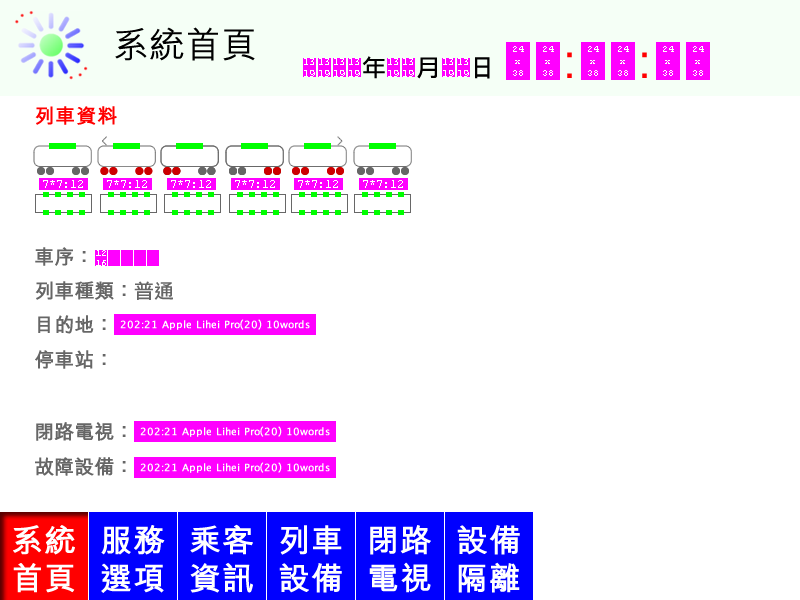 系統首頁
年 月 日 24 x 38 24 x 38 : 24 x 38 24 x 38 : 24 x 38 24 x 38
列車資料
7*7:12 7*7:12 7*7:12 7*7:12 7*7:12 7*7:12
車序：12 16
列車種類：普通
目的地：202:21 Apple Lihei Pro(20) 10words
停車站：
閉路電視：202:21 Apple Lihei Pro(20) 10words
故障設備：202:21 Apple Lihei Pro(20) 10words
系統 服務 乘客 列車 閉路 設備
首頁 選項 資訊 設備 電視 隔離